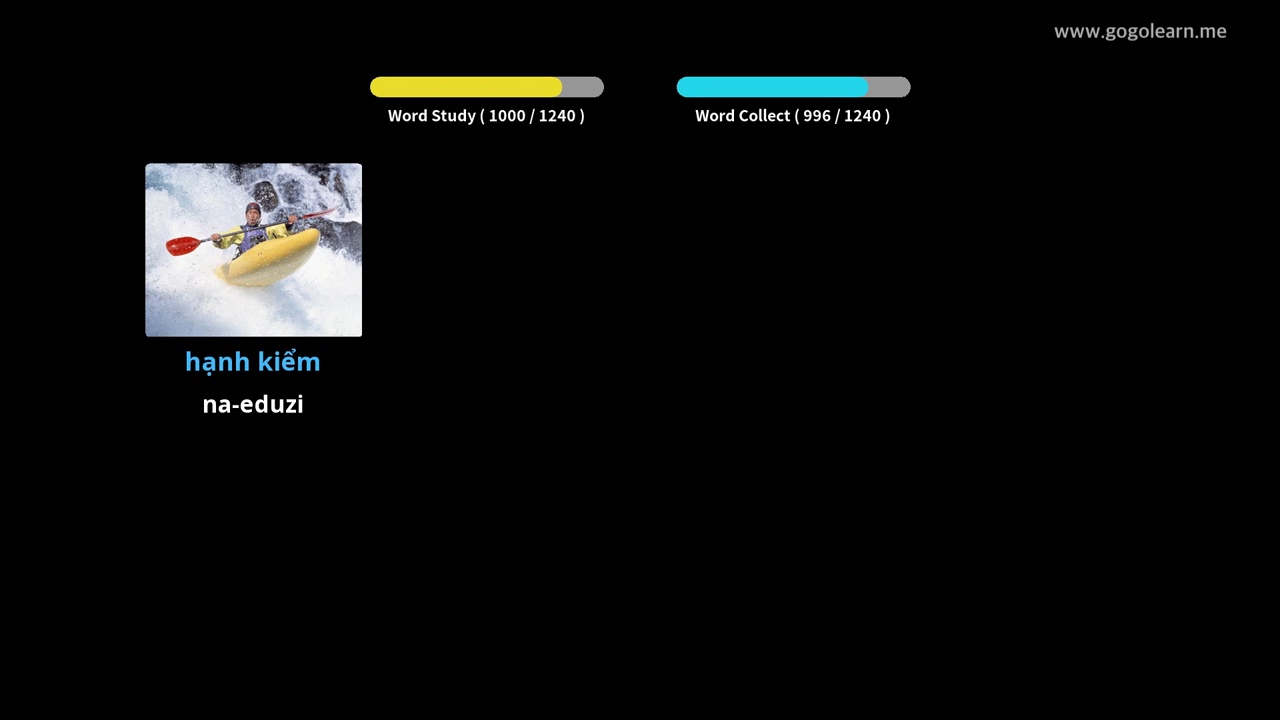 www.gogolearn.me
Word Study ( 1000 / 1240 )
Word Collect ( 996 / 1240 )
hạnh kiểm
na-eduzi